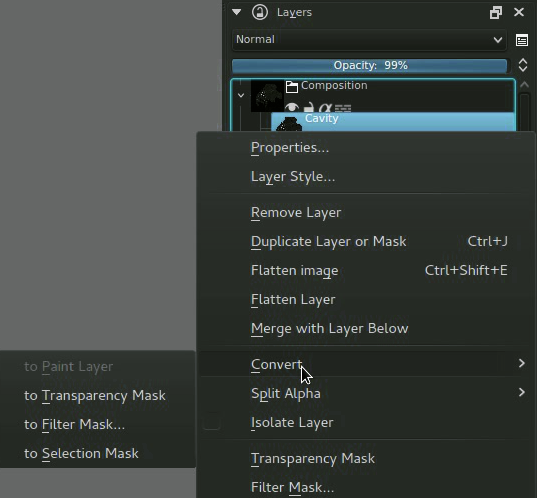 Layers
Normal
Opacity: 99%
Composition
Cavity
Properties...
Layer Style...
Remove Layer
Duplicate Layer or Mask Ctrl+J
Flatten image Ctrl+Shift+E
Flatten Layer
Merge with Layer Below
Convert
to Paint Layer
to Transparency Mask
to Filter Mask...
to Selection Mask
Split Alpha
Isolate Layer
Transparency Mask
Filter Mask...